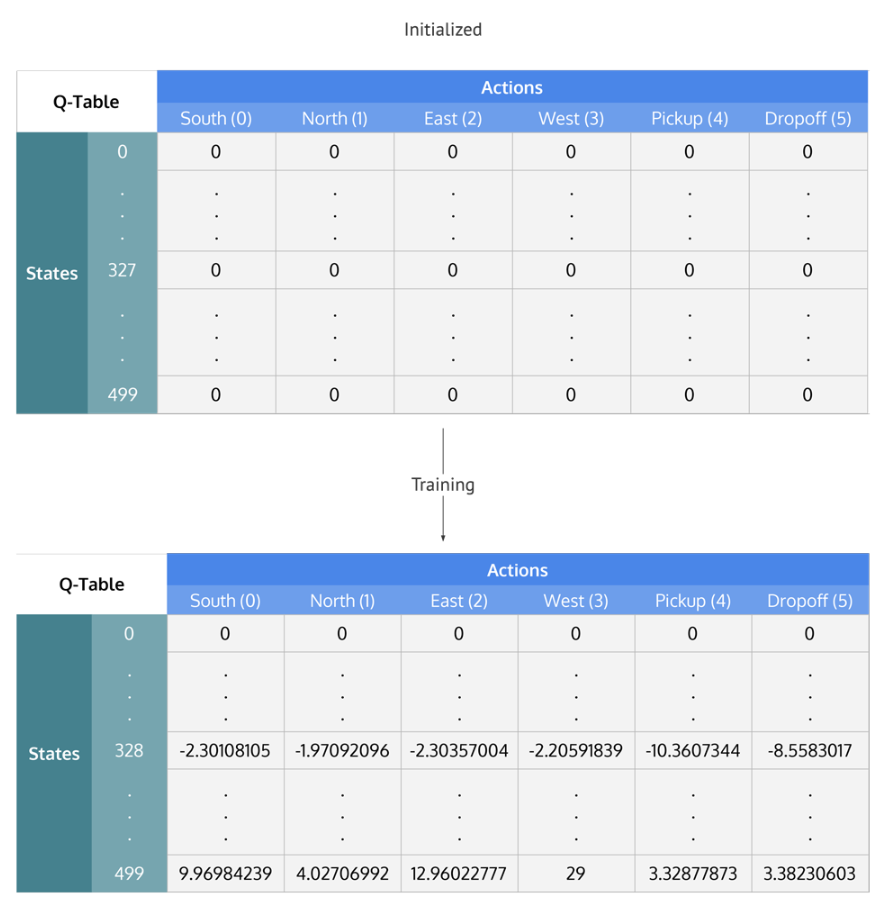 Initialized
Q-Table
Actions
South (0) North (1) East (2) West (3) Pickup (4) Dropoff (5)
States
0 0 0 0 0 0 0
. . . . . . .
. . . . . . .
. . . . . . .
327 0 0 0 0 0 0
. . . . . . .
. . . . . . .
. . . . . . .
499 0 0 0 0 0 0
Training
Q-Table
Actions
South (0) North (1) East (2) West (3) Pickup (4) Dropoff (5)
States
0 0 0 0 0 0 0
. . . . . . .
. . . . . . .
. . . . . . .
328 -2.30108105 -1.97092096 -2.30357004 -2.20591839 -10.3607344 -8.5583017
. . . . . . .
. . . . . . .
. . . . . . .
499 9.96984239 4.02706992 12.96022777 29 3.32877873 3.38230603